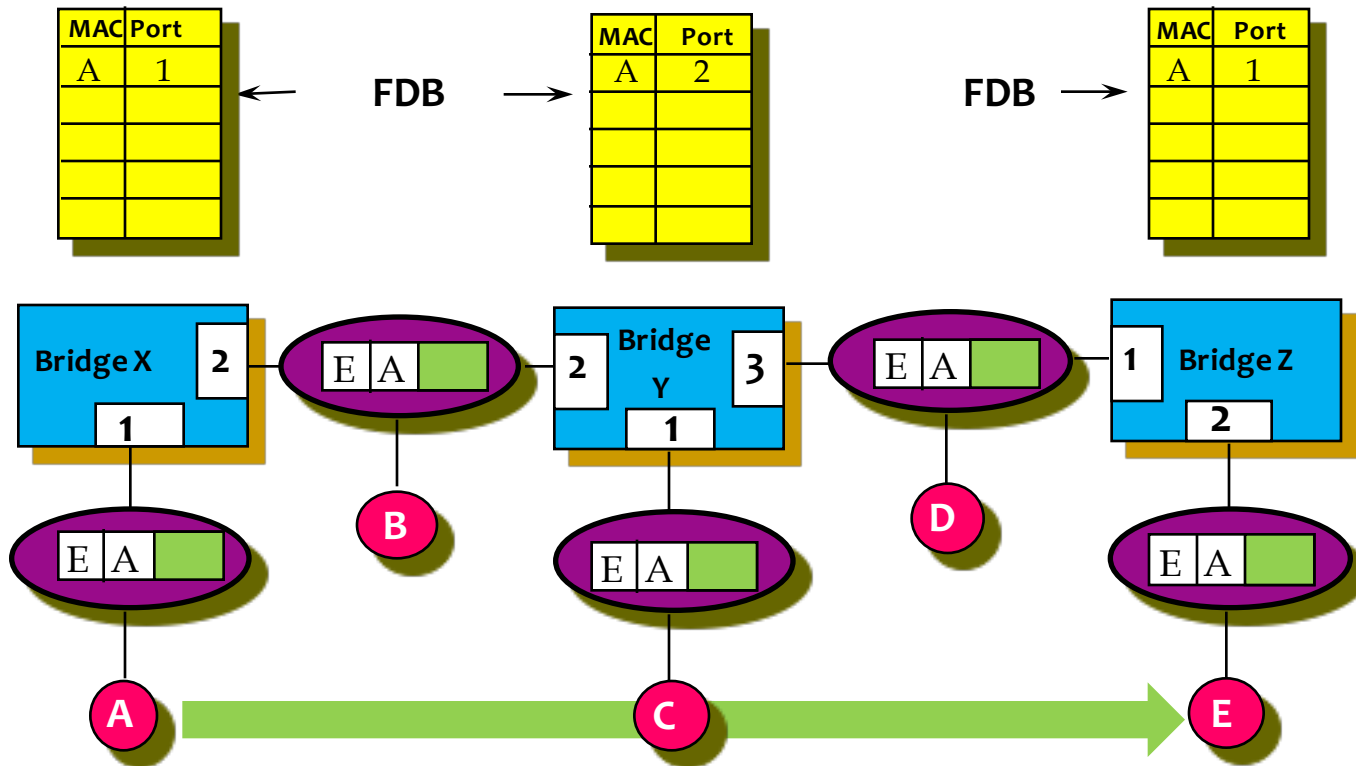 MAC Port
A 1
FDB
MAC Port
A 2
FDB
MAC Port
A 1
Bridge X
2
1
E A
2
Bridge
Y
3
1
E A
1
Bridge Z
2
E A
B
E A
D
E A
E A
A
C
E